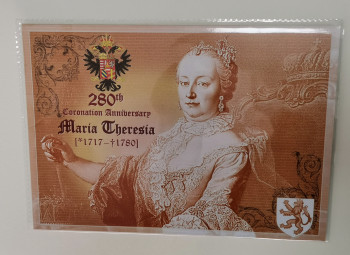 280th
Coronation Anniversary
Maria Theresia
[*1717–†1780]